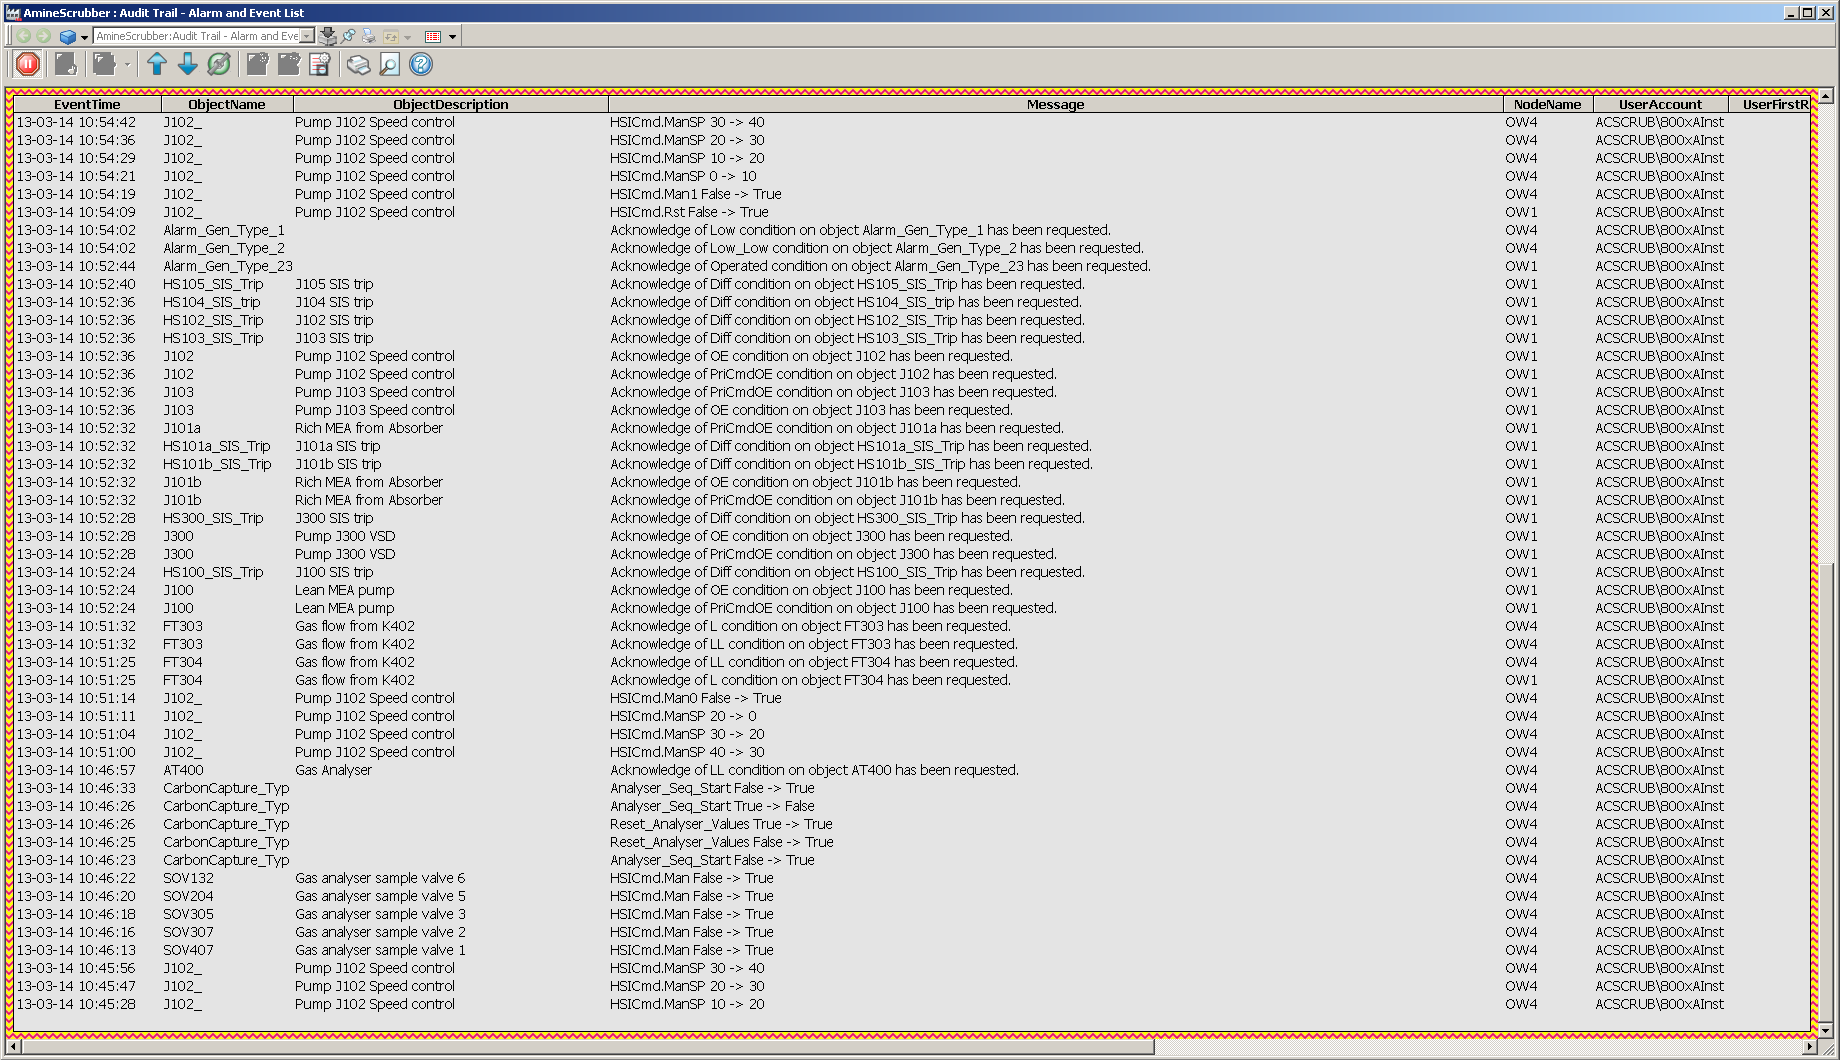 AmineScrubber : Audit Trail - Alarm and Event List
AmineScrubber:Audit Trail - Alarm and Eve
EventTime ObjectName ObjectDescription Message NodeName UserAccount UserFirstR
13-03-14 10:54:42 J102_ Pump J102 Speed control HSICmd.ManSP 30 -> 40 OW4 ACSCRUB\800xAInst
13-03-14 10:54:36 J102_ Pump J102 Speed control HSICmd.ManSP 20 -> 30 OW4 ACSCRUB\800xAInst
13-03-14 10:54:29 J102_ Pump J102 Speed control HSICmd.ManSP 10 -> 20 OW4 ACSCRUB\800xAInst
13-03-14 10:54:21 J102_ Pump J102 Speed control HSICmd.ManSP 0 -> 10 OW4 ACSCRUB\800xAInst
13-03-14 10:54:19 J102_ Pump J102 Speed control HSICmd.Man1 False -> True OW4 ACSCRUB\800xAInst
13-03-14 10:54:09 J102_ Pump J102 Speed control HSICmd.Rst False -> True OW1 ACSCRUB\800xAInst
13-03-14 10:54:02 Alarm_Gen_Type_1 Acknowledge of Low condition on object Alarm_Gen_Type_1 has been requested. OW4 ACSCRUB\800xAInst
13-03-14 10:54:02 Alarm_Gen_Type_2 Acknowledge of Low_Low condition on object Alarm_Gen_Type_2 has been requested. OW4 ACSCRUB\800xAInst
13-03-14 10:52:44 Alarm_Gen_Type_23 Acknowledge of Operated condition on object Alarm_Gen_Type_23 has been requested. OW1 ACSCRUB\800xAInst
13-03-14 10:52:40 HS105_SIS_Trip J105 SIS trip Acknowledge of Diff condition on object HS105_SIS_Trip has been requested. OW1 ACSCRUB\800xAInst
13-03-14 10:52:36 HS104_SIS_trip J104 SIS trip Acknowledge of Diff condition on object HS104_SIS_trip has been requested. OW1 ACSCRUB\800xAInst
13-03-14 10:52:36 HS102_SIS_Trip J102 SIS trip Acknowledge of Diff condition on object HS102_SIS_Trip has been requested. OW1 ACSCRUB\800xAInst
13-03-14 10:52:36 HS103_SIS_Trip J103 SIS trip Acknowledge of Diff condition on object HS103_SIS_Trip has been requested. OW1 ACSCRUB\800xAInst
13-03-14 10:52:36 J102 Pump J102 Speed control Acknowledge of OE condition on object J102 has been requested. OW1 ACSCRUB\800xAInst
13-03-14 10:52:36 J102 Pump J102 Speed control Acknowledge of PriCmdOE condition on object J102 has been requested. OW1 ACSCRUB\800xAInst
13-03-14 10:52:36 J103 Pump J103 Speed control Acknowledge of PriCmdOE condition on object J103 has been requested. OW1 ACSCRUB\800xAInst
13-03-14 10:52:36 J103 Pump J103 Speed control Acknowledge of OE condition on object J103 has been requested. OW1 ACSCRUB\800xAInst
13-03-14 10:52:32 J101a Rich MEA from Absorber Acknowledge of PriCmdOE condition on object J101a has been requested. OW1 ACSCRUB\800xAInst
13-03-14 10:52:32 HS101a_SIS_Trip J101a SIS trip Acknowledge of Diff condition on object HS101a_SIS_Trip has been requested. OW1 ACSCRUB\800xAInst
13-03-14 10:52:32 HS101b_SIS_Trip J101b SIS trip Acknowledge of Diff condition on object HS101b_SIS_Trip has been requested. OW1 ACSCRUB\800xAInst
13-03-14 10:52:32 J101b Rich MEA from Absorber Acknowledge of OE condition on object J101b has been requested. OW1 ACSCRUB\800xAInst
13-03-14 10:52:32 J101b Rich MEA from Absorber Acknowledge of PriCmdOE condition on object J101b has been requested. OW1 ACSCRUB\800xAInst
13-03-14 10:52:28 HS300_SIS_Trip J300 SIS trip Acknowledge of Diff condition on object HS300_SIS_Trip has been requested. OW1 ACSCRUB\800xAInst
13-03-14 10:52:28 J300 Pump J300 VSD Acknowledge of OE condition on object J300 has been requested. OW1 ACSCRUB\800xAInst
13-03-14 10:52:28 J300 Pump J300 VSD Acknowledge of PriCmdOE condition on object J300 has been requested. OW1 ACSCRUB\800xAInst
13-03-14 10:52:24 HS100_SIS_Trip J100 SIS trip Acknowledge of Diff condition on object HS100_SIS_Trip has been requested. OW1 ACSCRUB\800xAInst
13-03-14 10:52:24 J100 Lean MEA pump Acknowledge of OE condition on object J100 has been requested. OW1 ACSCRUB\800xAInst
13-03-14 10:52:24 J100 Lean MEA pump Acknowledge of PriCmdOE condition on object J100 has been requested. OW1 ACSCRUB\800xAInst
13-03-14 10:51:32 FT303 Gas flow from K402 Acknowledge of L condition on object FT303 has been requested. OW4 ACSCRUB\800xAInst
13-03-14 10:51:32 FT303 Gas flow from K402 Acknowledge of LL condition on object FT303 has been requested. OW4 ACSCRUB\800xAInst
13-03-14 10:51:25 FT304 Gas flow from K402 Acknowledge of LL condition on object FT304 has been requested. OW4 ACSCRUB\800xAInst
13-03-14 10:51:25 FT304 Gas flow from K402 Acknowledge of L condition on object FT304 has been requested. OW4 ACSCRUB\800xAInst
13-03-14 10:51:14 J102_ Pump J102 Speed control HSICmd.Man0 False -> True OW4 ACSCRUB\800xAInst
13-03-14 10:51:11 J102_ Pump J102 Speed control HSICmd.ManSP 20 -> 0 OW4 ACSCRUB\800xAInst
13-03-14 10:51:04 J102_ Pump J102 Speed control HSICmd.ManSP 30 -> 20 OW4 ACSCRUB\800xAInst
13-03-14 10:51:00 J102_ Pump J102 Speed control HSICmd.ManSP 40 -> 30 OW4 ACSCRUB\800xAInst
13-03-14 10:46:57 AT400 Gas Analyser Acknowledge of LL condition on object AT400 has been requested. OW4 ACSCRUB\800xAInst
13-03-14 10:46:33 CarbonCapture_Typ Analyser_Seq_Start False -> True OW4 ACSCRUB\800xAInst
13-03-14 10:46:26 CarbonCapture_Typ Analyser_Seq_Start True -> False OW4 ACSCRUB\800xAInst
13-03-14 10:46:26 CarbonCapture_Typ Reset_Analyser_Values True -> True OW4 ACSCRUB\800xAInst
13-03-14 10:46:25 CarbonCapture_Typ Reset_Analyser_Values False -> True OW4 ACSCRUB\800xAInst
13-03-14 10:46:23 CarbonCapture_Typ Analyser_Seq_Start False -> True OW4 ACSCRUB\800xAInst
13-03-14 10:46:22 SOV132 Gas analyser sample valve 6 HSICmd.Man False -> True OW4 ACSCRUB\800xAInst
13-03-14 10:46:20 SOV204 Gas analyser sample valve 5 HSICmd.Man False -> True OW4 ACSCRUB\800xAInst
13-03-14 10:46:18 SOV305 Gas analyser sample valve 3 HSICmd.Man False -> True OW4 ACSCRUB\800xAInst
13-03-14 10:46:16 SOV307 Gas analyser sample valve 2 HSICmd.Man False -> True OW4 ACSCRUB\800xAInst
13-03-14 10:46:13 SOV407 Gas analyser sample valve 1 HSICmd.Man False -> True OW4 ACSCRUB\800xAInst
13-03-14 10:45:56 J102_ Pump J102 Speed control HSICmd.ManSP 30 -> 40 OW4 ACSCRUB\800xAInst
13-03-14 10:45:47 J102_ Pump J102 Speed control HSICmd.ManSP 20 -> 30 OW4 ACSCRUB\800xAInst
13-03-14 10:45:28 J102_ Pump J102 Speed control HSICmd.ManSP 10 -> 20 OW4 ACSCRUB\800xAInst